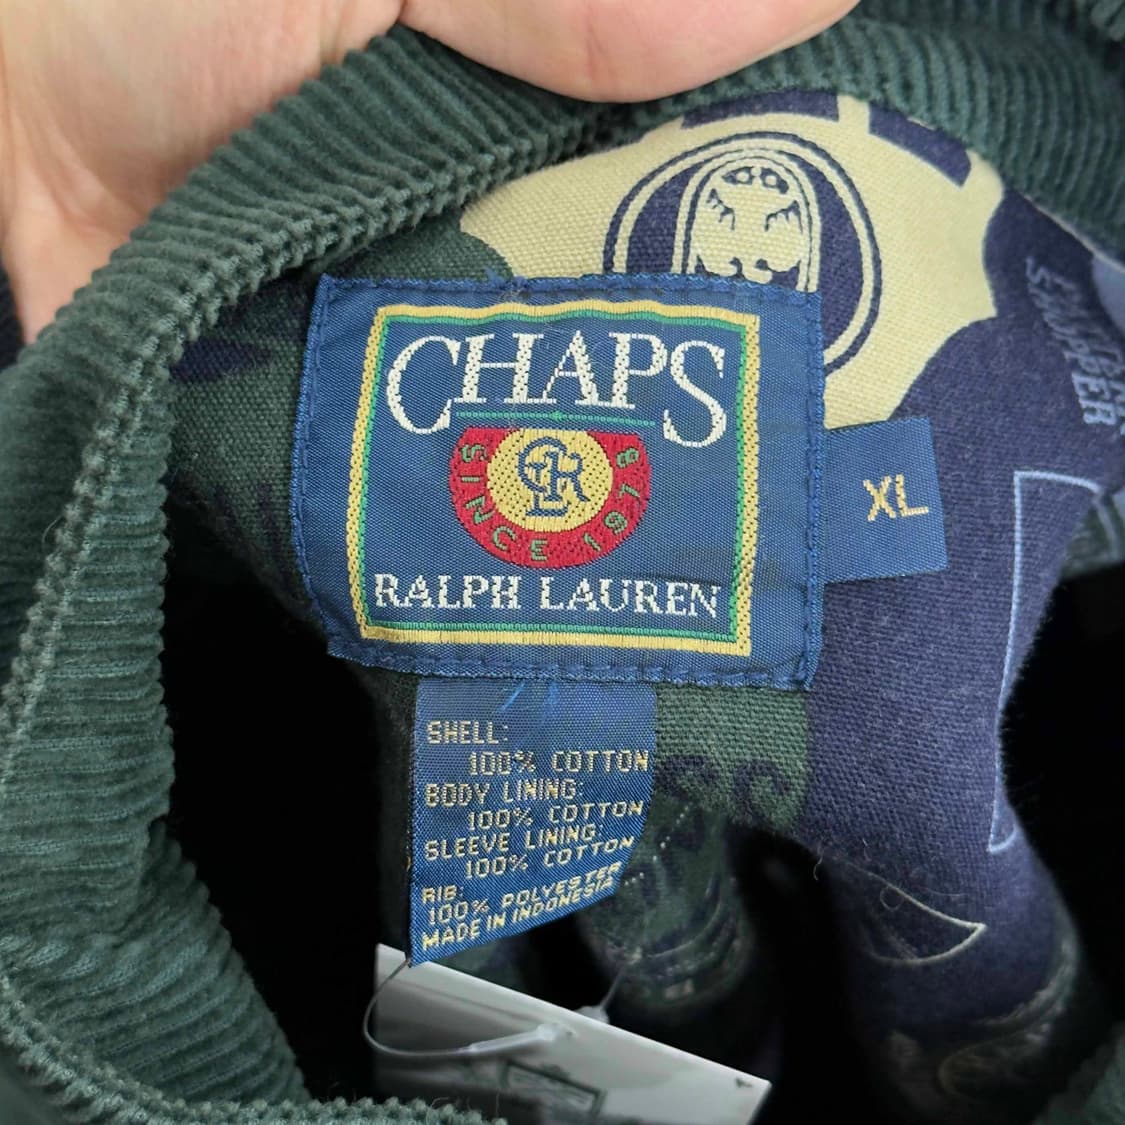 CHAPS
SINCE 1978
RALPH LAUREN
XL
SHELL:
100% COTTON
BODY LINING:
100% COTTON
SLEEVE LINING:
100% COTTON
RIB:
100% POLYESTER
MADE IN INDONESIA